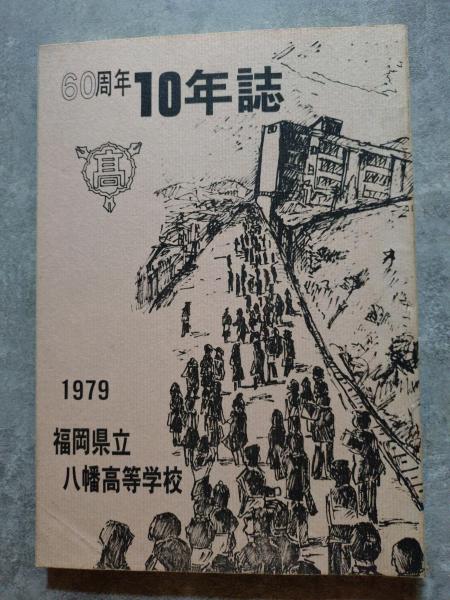 60周年
10年誌
高
1979
福岡県立
八幡高等学校